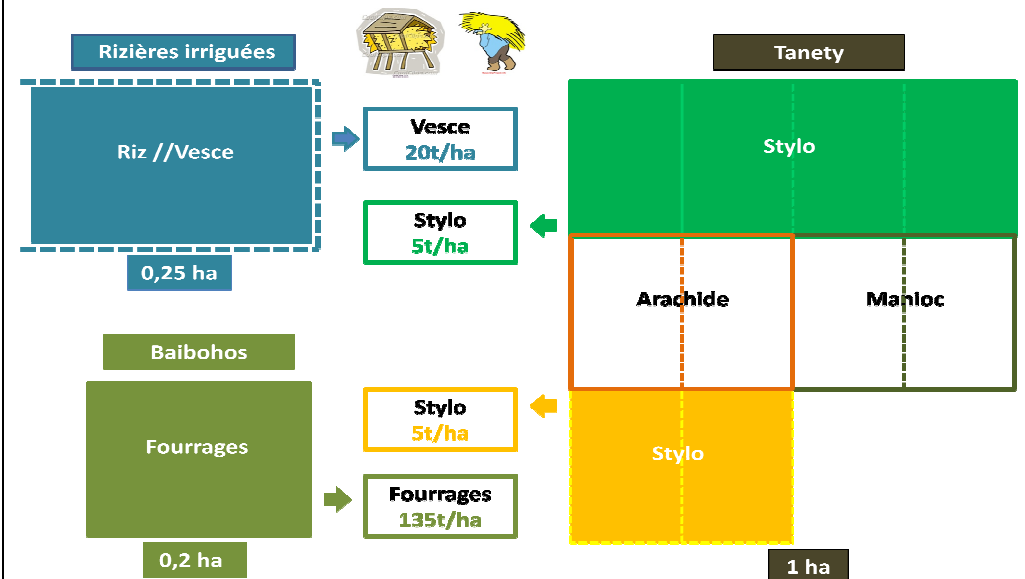 Rizières irriguées
Riz //Vesce
0,25 ha
Baibohos
Fourrages
0,2 ha
Vesce
20t/ha
Stylo
5t/ha
Stylo
5t/ha
Fourrages
135t/ha
Tanety
Stylo
Arachide
Manioc
Stylo
1 ha